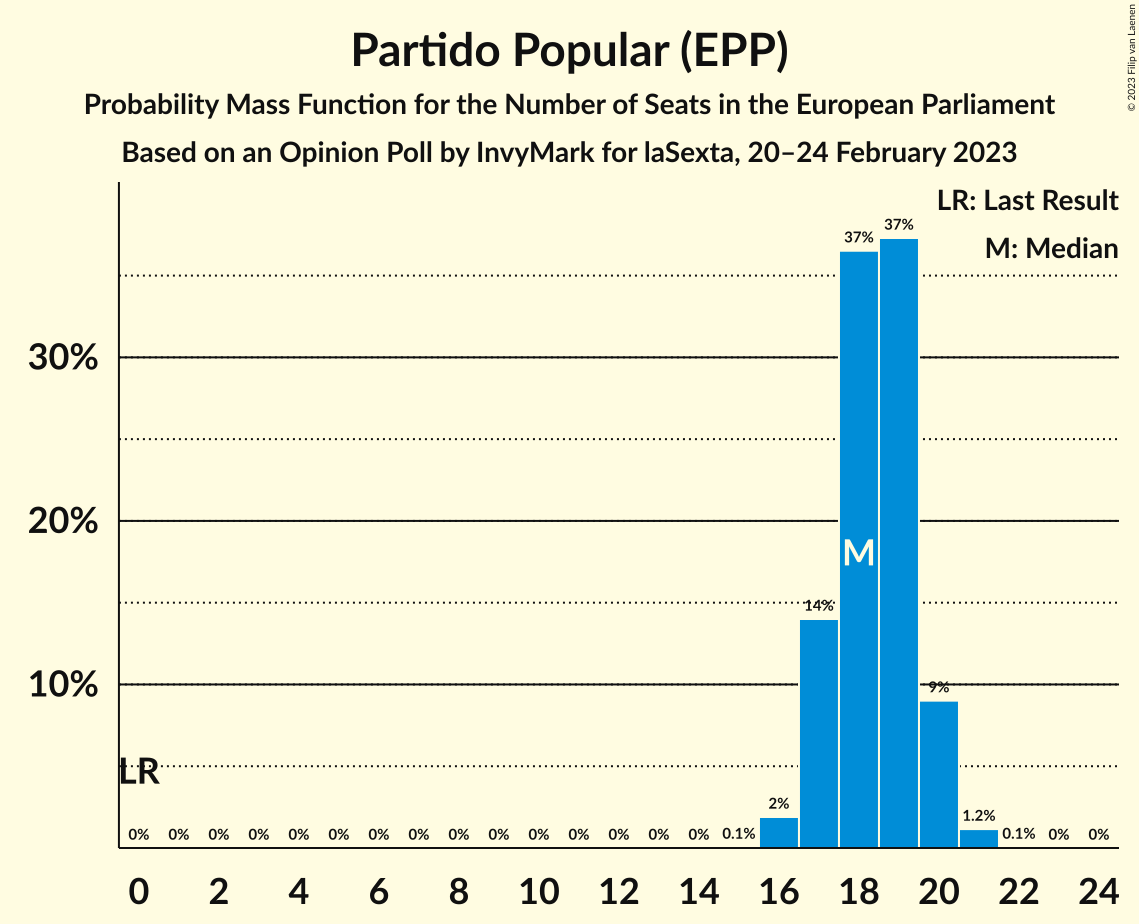 © 2023 Filip van Laenen
Partido Popular (EPP)
Probability Mass Function for the Number of Seats in the European Parliament
Based on an Opinion Poll by InvyMark for laSexta, 20–24 February 2023
LR: Last Result
M: Median
37% 37%
30%
20%
M
14%
10%
9%
LR
2% 1.2%
0% 0% 0% 0% 0% 0% 0% 0% 0% 0% 0% 0% 0% 0% 0% 0.1% 0.1% 0% 0%
0 2 4 6 8 10 12 14 16 18 20 22 24